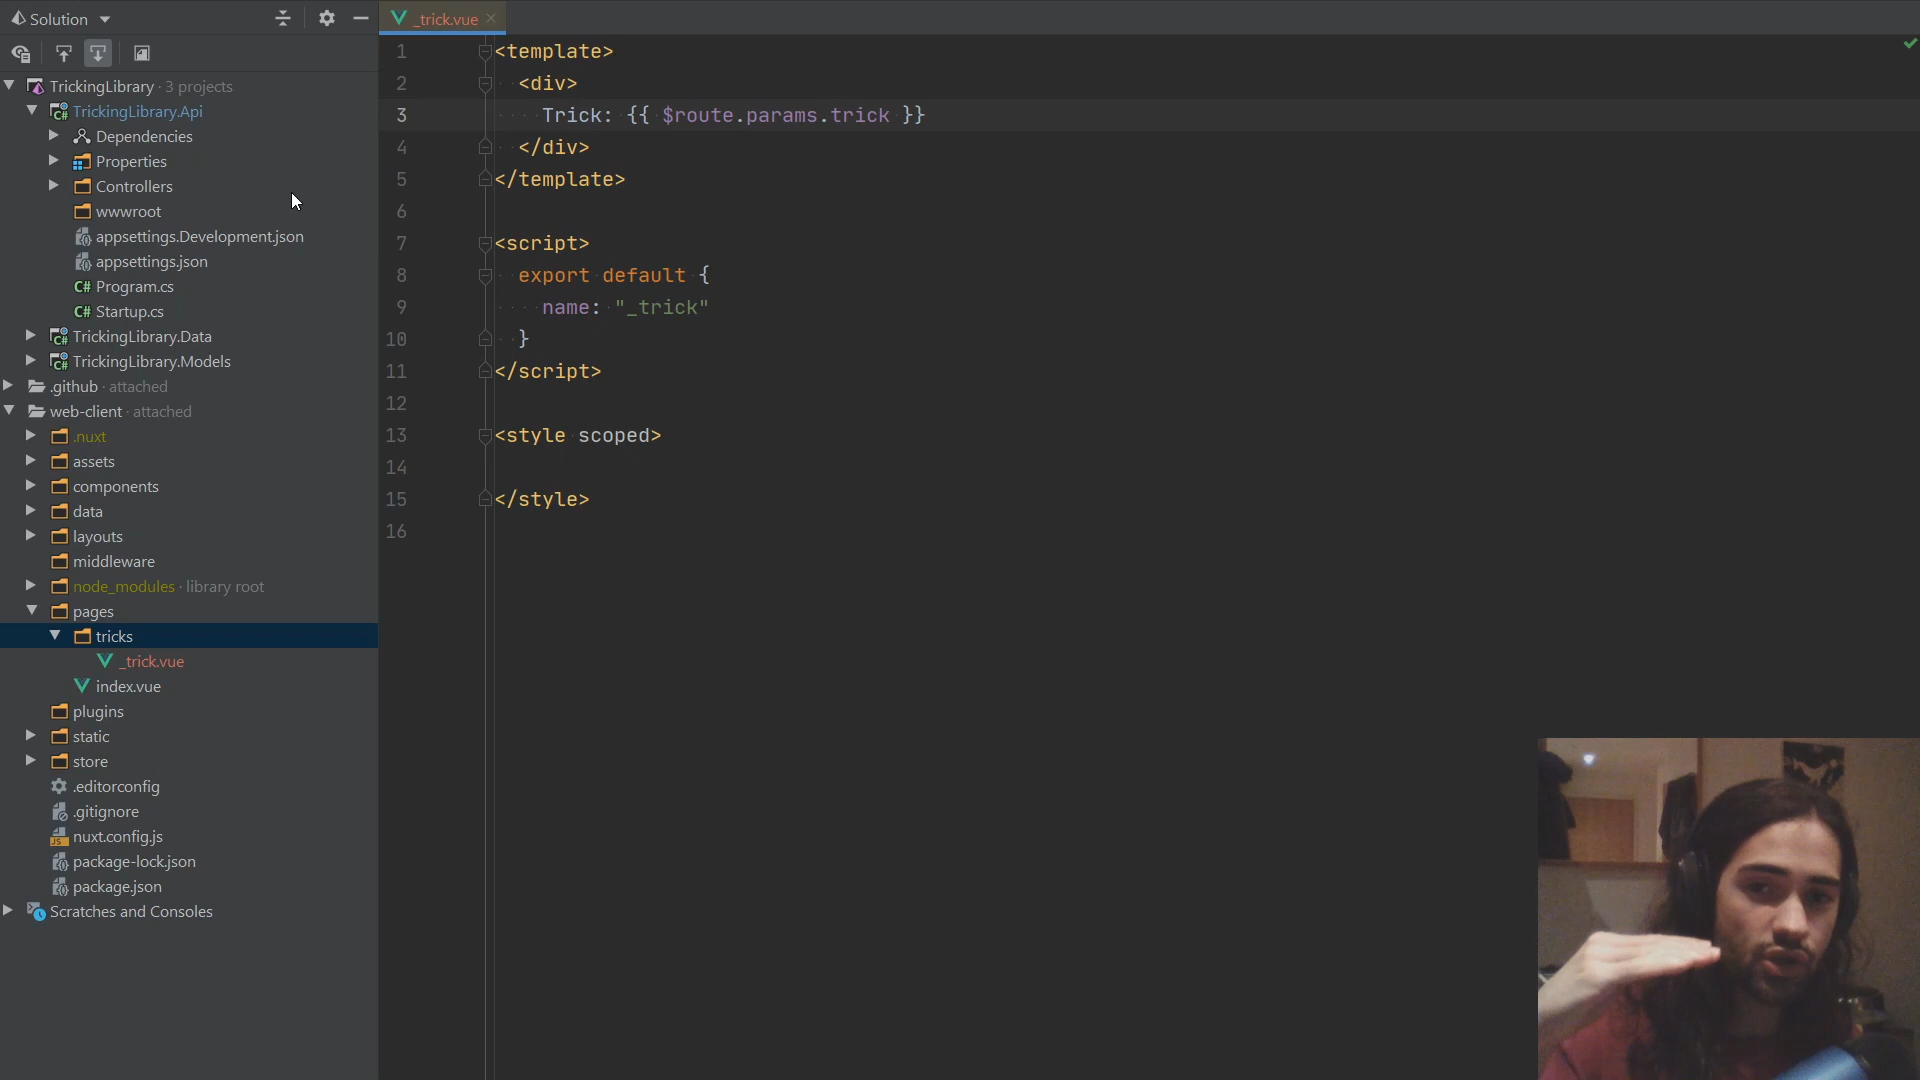 Solution
TrickingLibrary · 3 projects
TrickingLibrary.Api
Dependencies
Properties
Controllers
wwwroot
appsettings.Development.json
appsettings.json
C# Program.cs
C# Startup.cs
TrickingLibrary.Data
TrickingLibrary.Models
.github · attached
web-client · attached
.nuxt
assets
components
data
layouts
middleware
node_modules · library root
pages
tricks
_trick.vue
index.vue
plugins
static
store
.editorconfig
.gitignore
nuxt.config.js
package-lock.json
package.json
Scratches and Consoles
_trick.vue
1 <template>
2 <div>
3 Trick: {{ $route.params.trick }}
4 </div>
5 </template>
6
7 <script>
8 export default {
9 name: "_trick"
10 }
11 </script>
12
13 <style scoped>
14
15 </style>
16